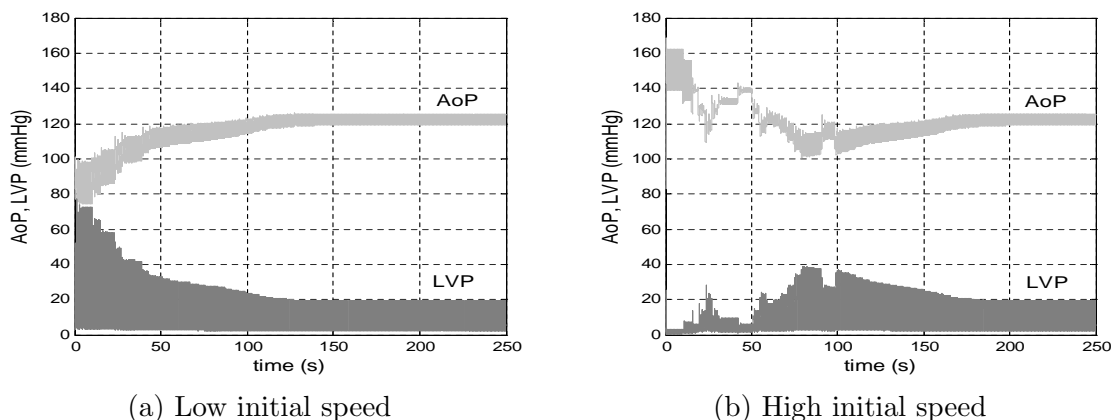 180
160
140
120
100
80
60
40
20
0
AoP, LVP (mmHg)
AoP
LVP
0 50 100 150 200 250
time (s)
(a) Low initial speed
180
160
140
120
100
80
60
40
20
0
AoP, LVP (mmHg)
AoP
LVP
0 50 100 150 200 250
time (s)
(b) High initial speed